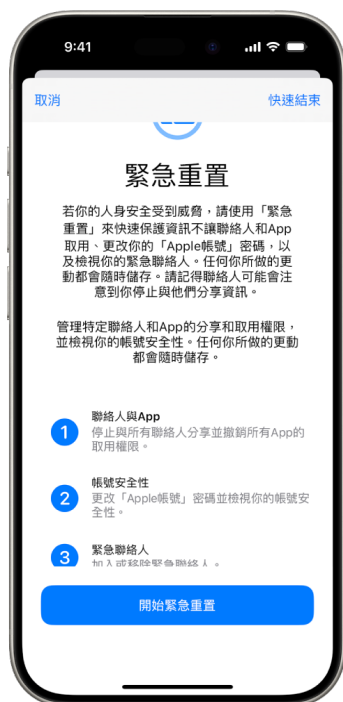 9:41
取消
快速結束
緊急重置
若你的人身安全受到威脅，請使用「緊急
重置」來快速保護資訊不讓聯絡人和App
取用、更改你的「Apple帳號」密碼，以
及檢視你的緊急聯絡人。任何你所做的更
動都會隨時儲存。請記得聯絡人可能會注
意到你停止與他們分享資訊。
管理特定聯絡人和App的分享和取用權限，
並檢視你的帳號安全性。任何你所做的更動
都會隨時儲存。
1
聯絡人與App
停止與所有聯絡人分享並撤銷所有App的
取用權限。
2
帳號安全性
更改「Apple帳號」密碼並檢視你的帳號安
全性。
3
緊急聯絡人
加入或移除緊急聯絡人。
開始緊急重置